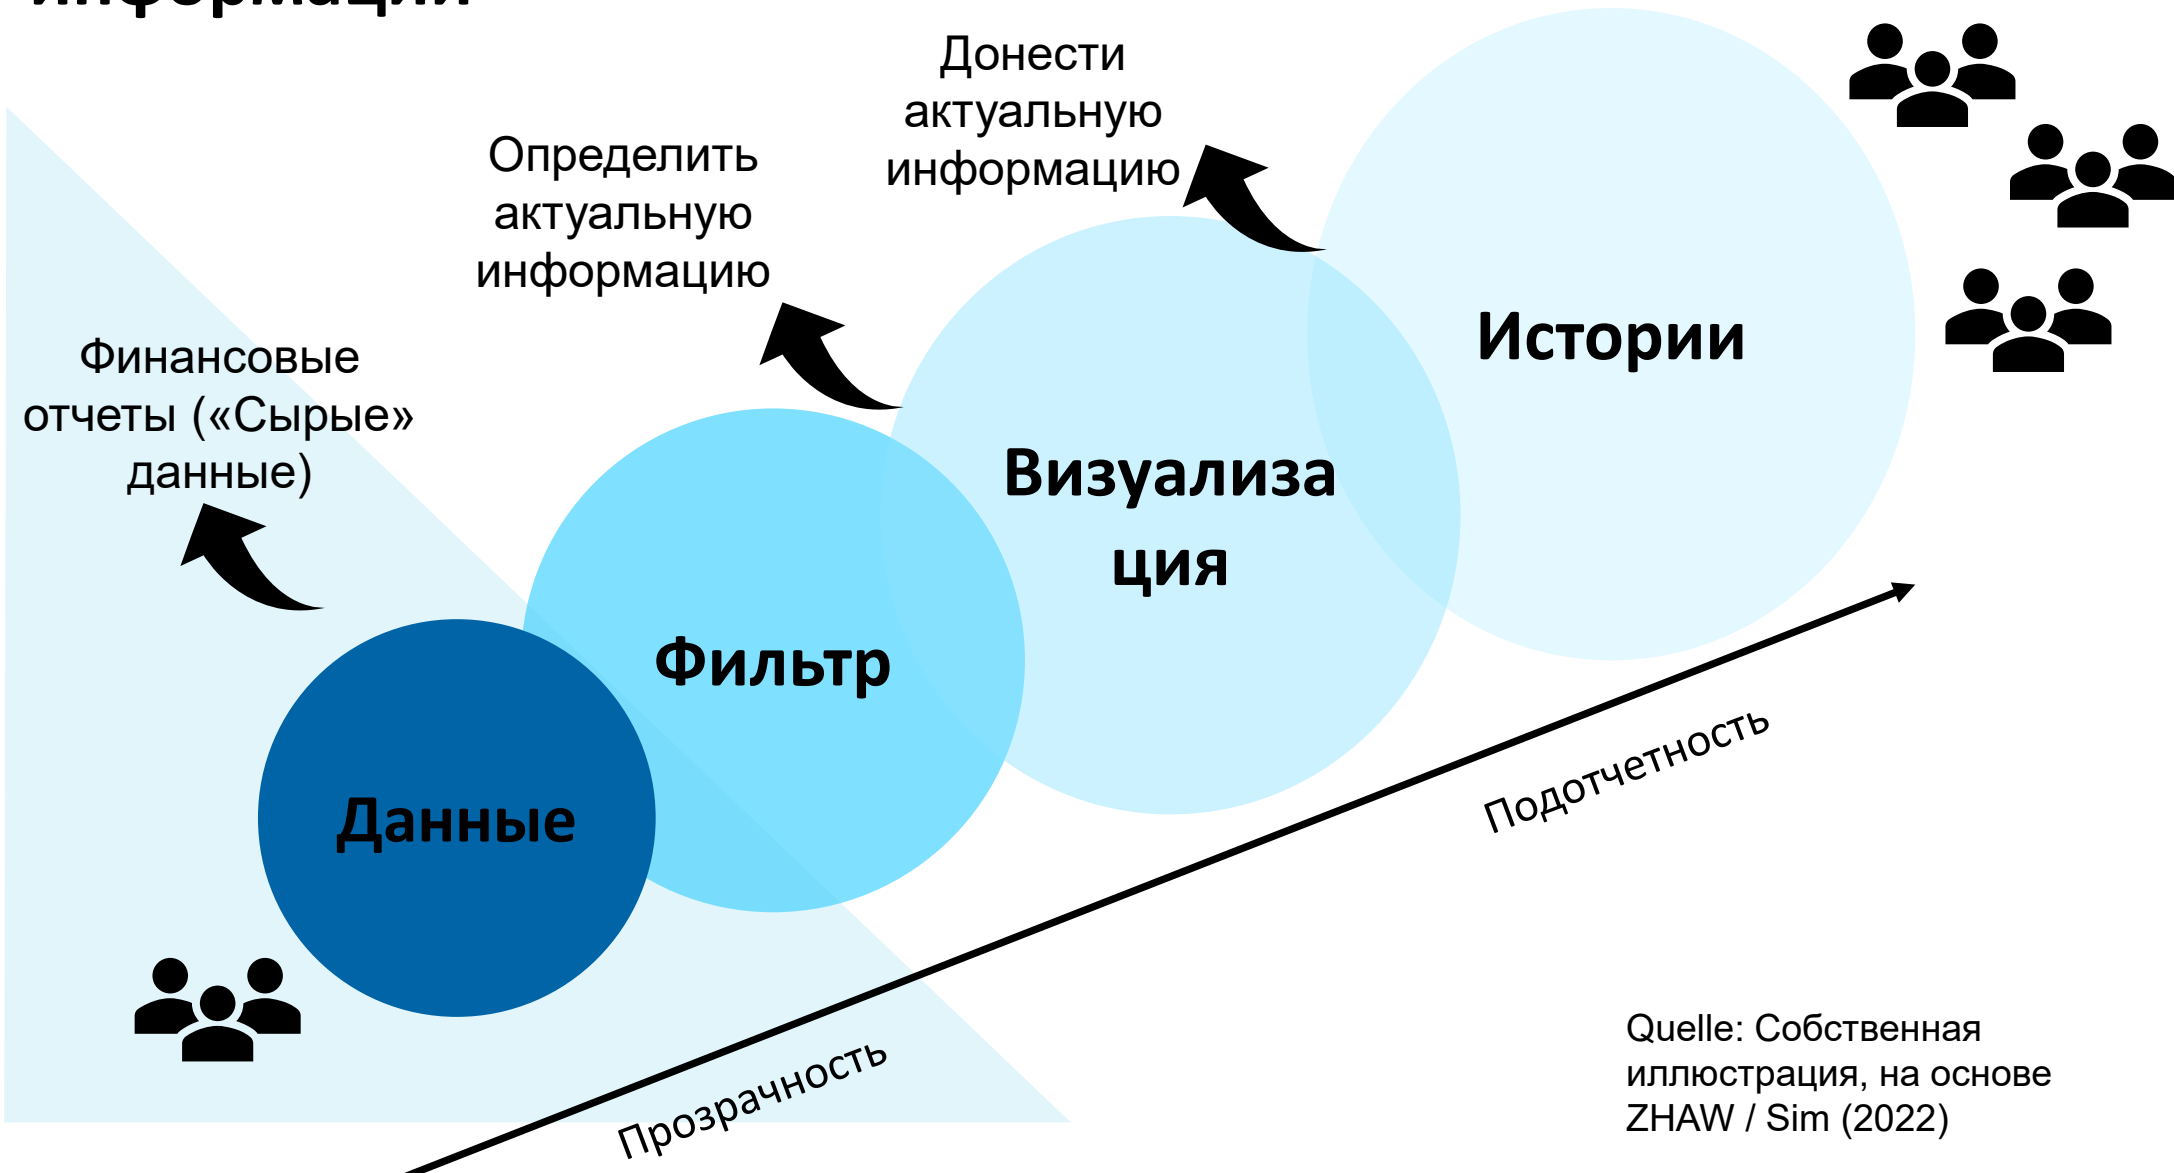 Донести
актуальную
информацию
Определить
актуальную
информацию
Финансовые
отчеты («Сырые»
данные)
Истории
Визуализа
ция
Фильтр
Данные
Подотчетность
Прозрачность
Quelle: Собственная
иллюстрация, на основе
ZHAW / Sim (2022)